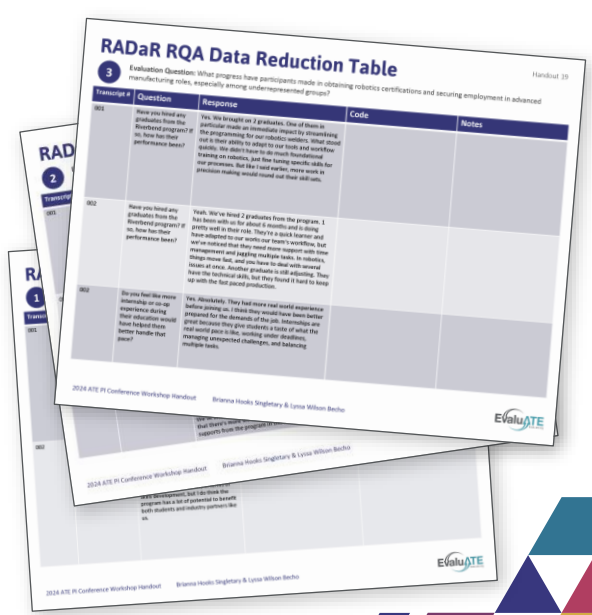 RADaR RQA Data Reduction Table
Handout 19
3
Evaluation Question: What progress have participants made in obtaining robotics certifications and securing employment in advanced
manufacturing roles, especially among underrepresented groups?
Transcript #
Question
Response
Code
Notes
001
Have you hired any
graduates from the
Riverbend program? If
so, how has their
performance been?
Yes. We brought on 2 graduates. One of them in
particular made an immediate impact by streamlining
the programming for our robotics welders. What stood
out is their ability to adapt to our tools and workflow
quickly. We didn't have to do much foundational
training on robotics, just fine tuning specific skills for
our processes. But like I said earlier, more work in
precision making would round out their skill sets.
002
Have you hired any
graduates from the
Riverbend program? If
so, how has their
performance been?
Yeah. We've hired 2 graduates from the program. 1
has been with us for about 6 months and is doing
pretty well in their role. They're a quick learner and
have adapted to our works our team's workflow, but
we've noticed that they need more support with time
management and juggling multiple tasks. In robotics,
things move fast, and you have to deal with several
issues at once. Another graduate is still adjusting. They
have the technical skills, but they found it hard to keep
up with the fast paced production.
002
Do you feel like more
internship or co-op
experience during
their education would
have helped them
better handle that
pace?
Yes. Absolutely. They had more real world experience
before joining us. I think they would have been better
prepared for the demands of the job. Internships are
great because they give students a taste of what the
real world pace is like, working under deadlines,
managing unexpected challenges, and balancing
multiple tasks.
2024 ATE PI Conference Workshop Handout
Brianna Hooks Singletary & Lyssa Wilson Becho
EvaluATE
RAD
2
Transcript
001
that there's more
supports from the program
2024 ATE PI Conference Workshop Handout
Brianna Hooks Singletary & Lyssa Wilson Becho
RA
1
Trans
001
002
skill development, but I do think the
program has a lot of potential to benefit
both students and industry partners like
us.
2024 ATE PI Conference Workshop Handout
Brianna Hooks Singletary & Lyssa Wilson Becho
EvaluATE